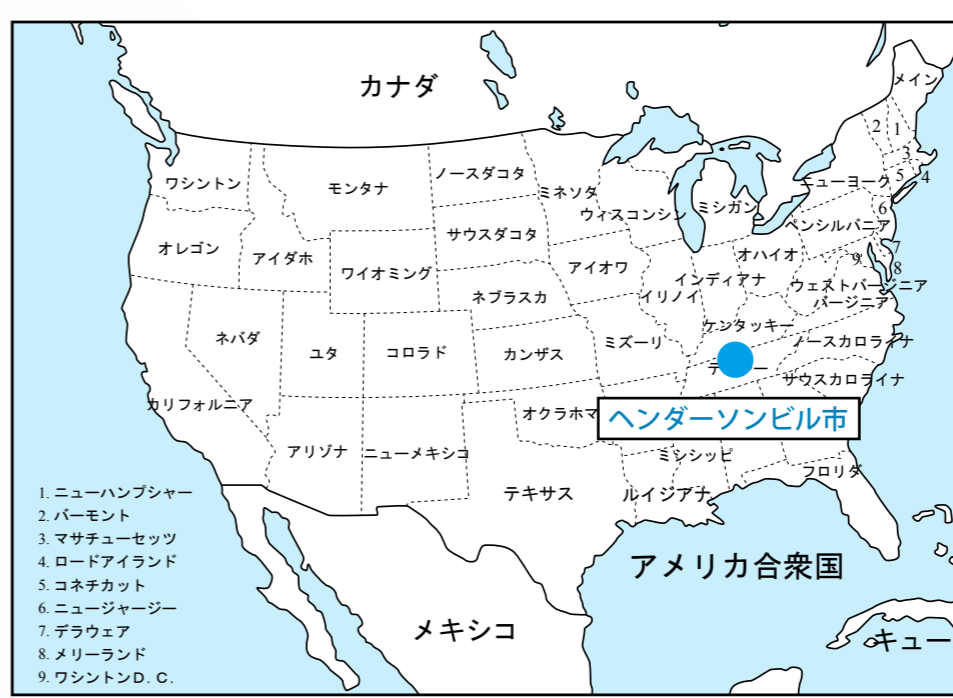 カナダ
メイン
2
1
3
5
4
ワシントン
モンタナ
ノースダコタ
ミネソタ
ニューヨーク
ウィスコンシン
ミシガン
6
ペンシルバニア
オレゴン
アイダホ
サウスダコタ
オハイオ
7
9
8
ワイオミング
アイオワ
インディアナ
ウェストバージニア
ネブラスカ
イリノイ
バージニア
ネバダ
ユタ
コロラド
カンザス
ミズーリ
ケンタッキー
ノースカロライナ
テ
ー
サウスカロライナ
カリフォルニア
オクラホマ
ヘンダーソンビル市
アリゾナ
ニューメキシコ
ミシシッピ
フロリダ
テキサス
ルイジアナ
1. ニューハンプシャー
2. バーモント
3. マサチューセッツ
4. ロードアイランド
5. コネチカット
6. ニュージャージー
7. デラウェア
8. メリーランド
9. ワシントンD. C.
アメリカ合衆国
メキシコ
キュー